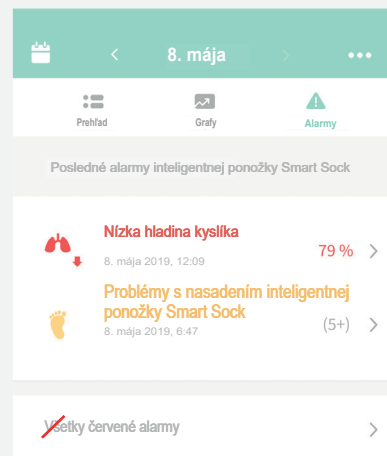 8. mája
Prehľad
Grafy
Alarmy
Posledné alarmy inteligentnej ponožky Smart Sock
Nízka hladina kyslíka
79 %
8. mája 2019, 12:09
Problémy s nasadením inteligentnej
ponožky Smart Sock
(5+)
8. mája 2019, 6:47
Všetky červené alarmy